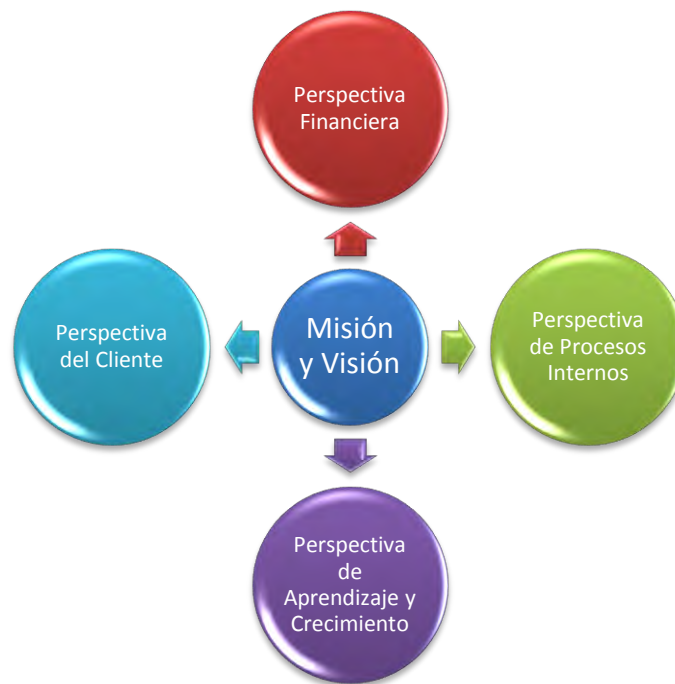 Perspectiva
Financiera
Perspectiva
del Cliente
Misión
y Visión
Perspectiva
de Procesos
Internos
Perspectiva
de
Aprendizaje y
Crecimiento